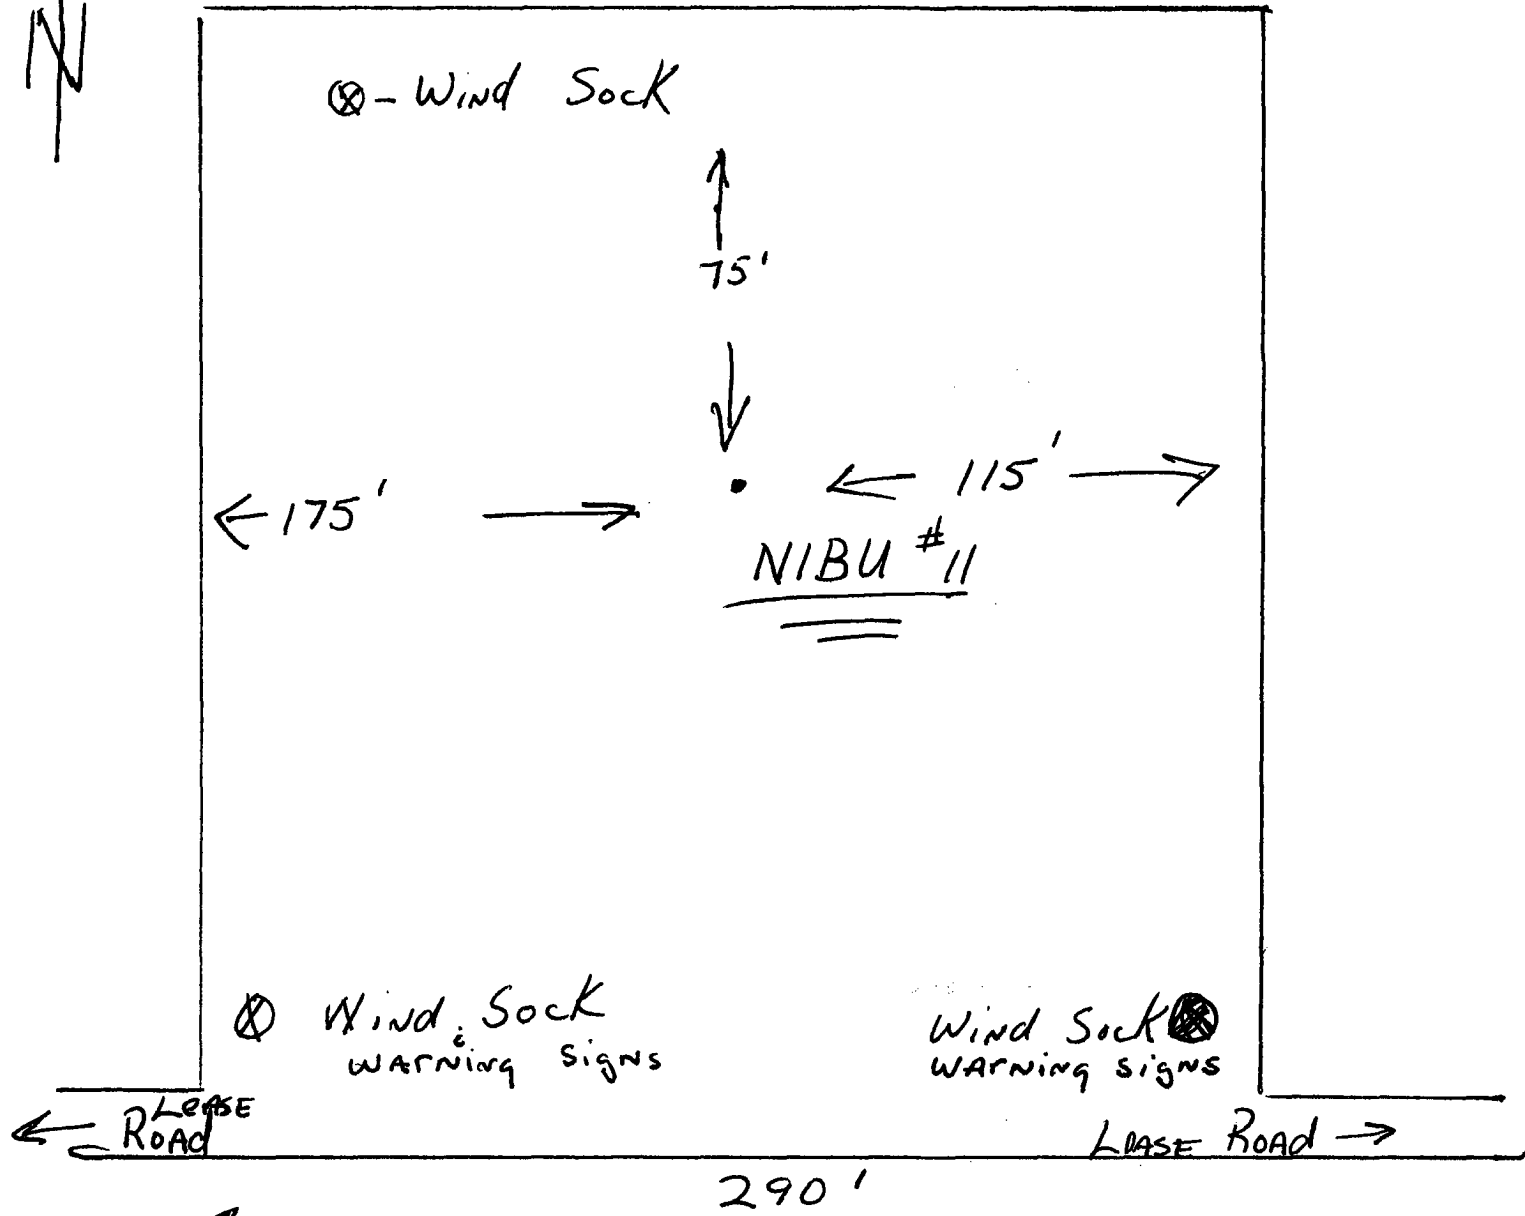 N
⊗ - Wind Sock
75'
175'
115'
NIBU #11
Wind Sock
& WArNing SigNs
Wind Sock
WArNing SigNs
LeASE
ROAD
LEASE ROAD
290'